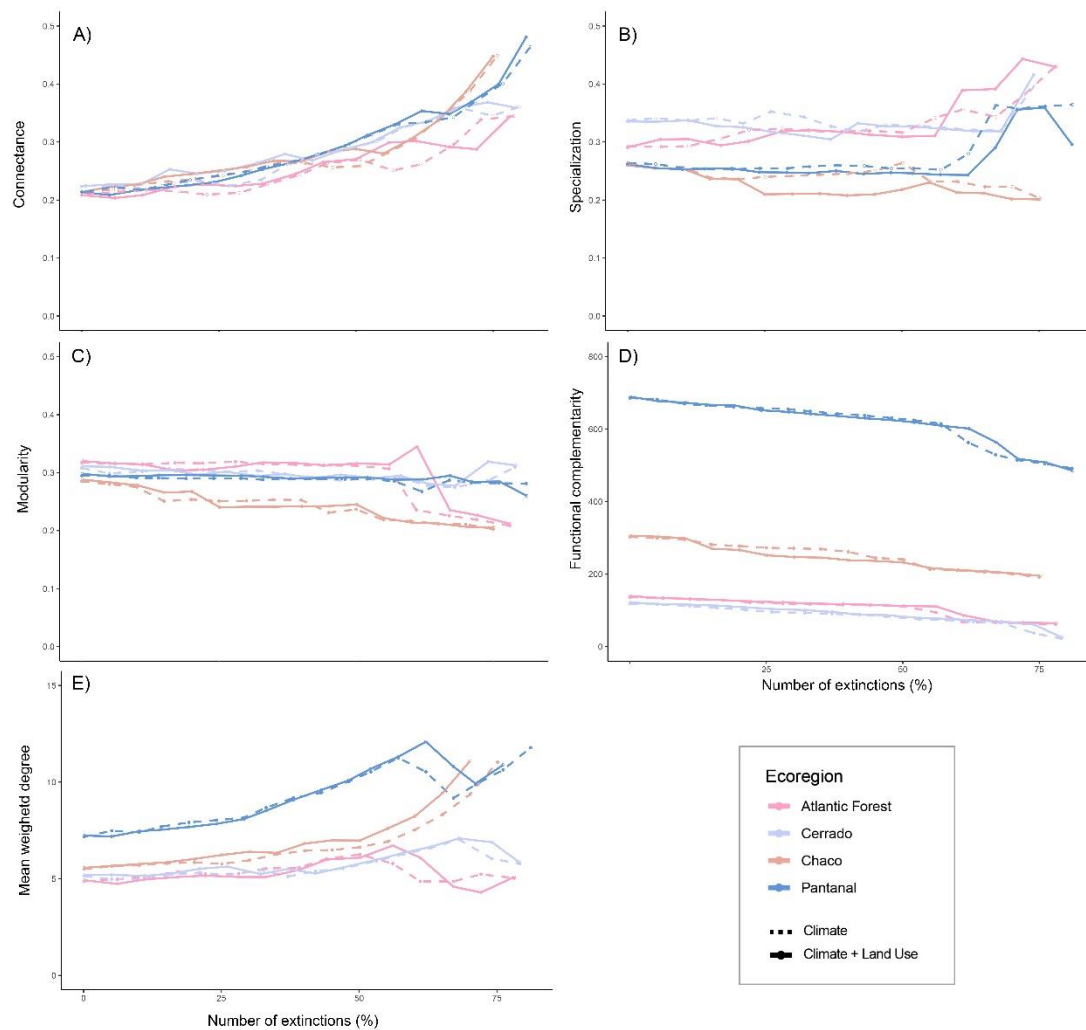 A)
0.5
0.4
0.3
0.2
0.1
0.0
Connectance
B)
0.5
0.4
0.3
0.2
0.1
0.0
Specialization
C)
0.5
0.4
0.3
0.2
0.1
0.0
Modularity
D)
800
600
400
200
0
Functional complementarity
25
50
75
Number of extinctions (%)
E)
15
10
5
0
Mean weighetd degree
0
25
50
75
Number of extinctions (%)
Ecoregion
Atlantic Forest
Cerrado
Chaco
Pantanal
Climate
Climate + Land Use